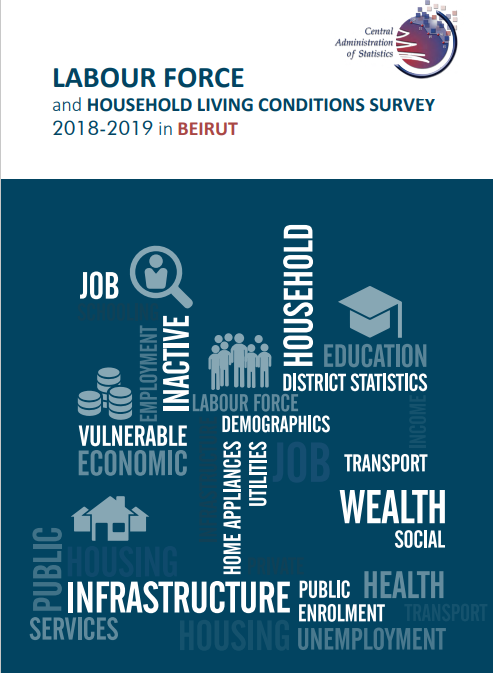 Central
Administration
of Statistics
LABOUR FORCE
and HOUSEHOLD LIVING CONDITIONS SURVEY
2018-2019 in BEIRUT
JOB
EMPLOYMENT
INACTIVE
HOUSEHOLD
EDUCATION
DISTRICT STATISTICS
LABOUR FORCE
INCOME
DEMOGRAPHICS
VULNERABLE
ECONOMIC
HOME APPLIANCES
UTILITIES
JOB
TRANSPORT
WEALTH
SOCIAL
PUBLIC
HOUSING
INFRASTRUCTURE
PUBLIC
ENROLMENT
HEALTH
TRANSPORT
SERVICES
HOUSING
UNEMPLOYMENT